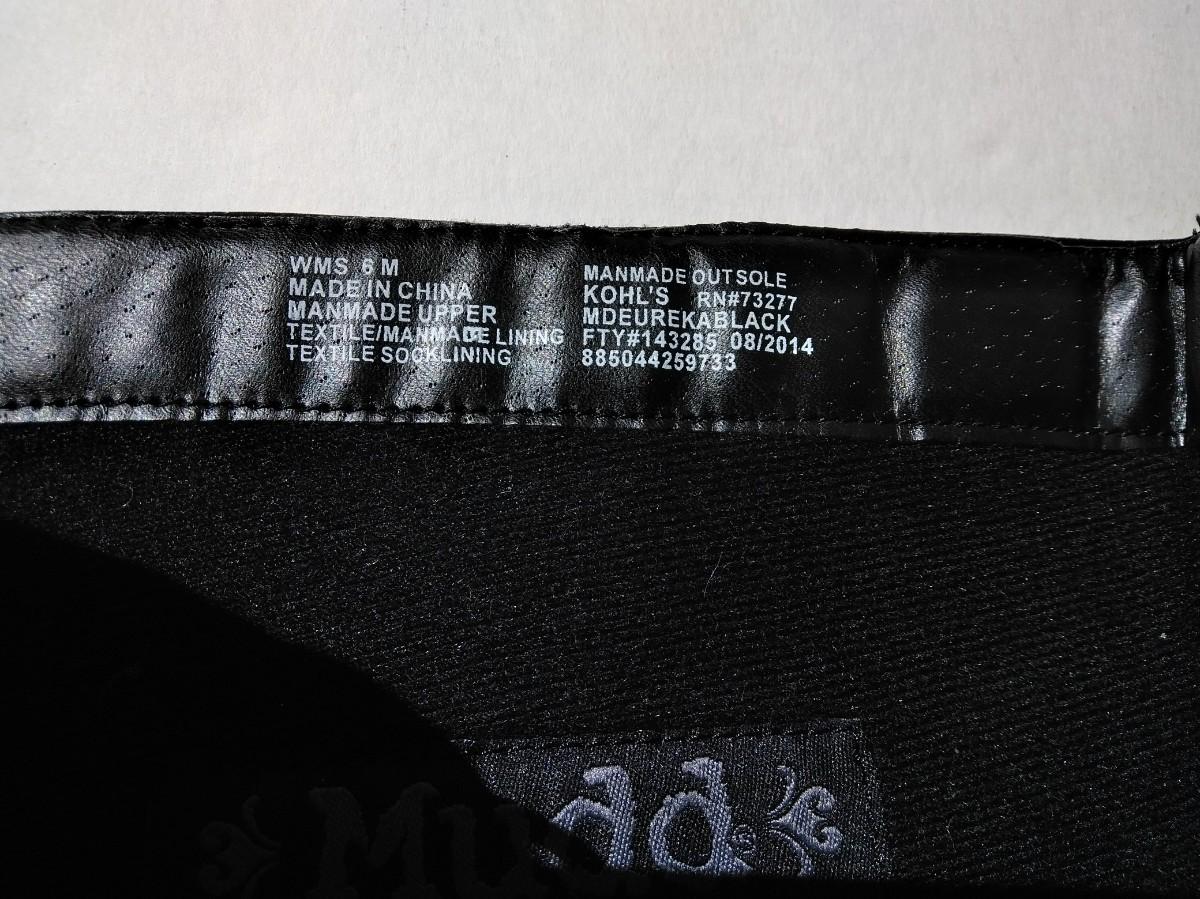 WMS 6 M
MADE IN CHINA
MANMADE UPPER
TEXTILE/MANMADE LINING
TEXTILE SOCKLINING
MANMADE OUTSOLE
KOHL'S RN#73277
MDEUREKABLACK
FTY#143285 08/2014
885044259733
Mudd®